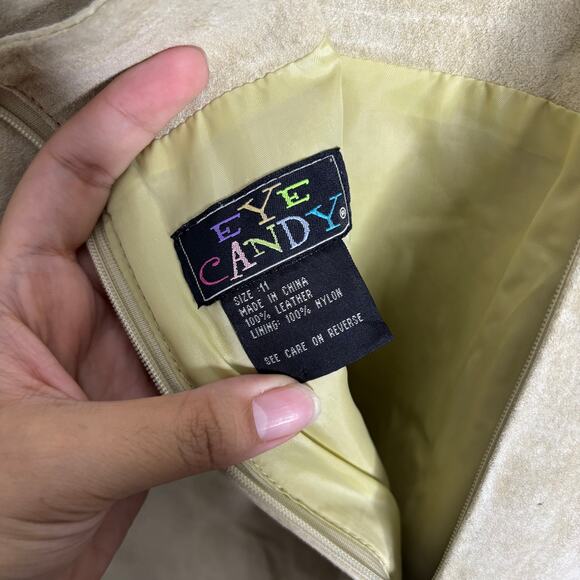 EYE
CANDY®
SIZE :11
MADE IN CHINA
100% LEATHER
LINING: 100% NYLON
SEE CARE ON REVERSE